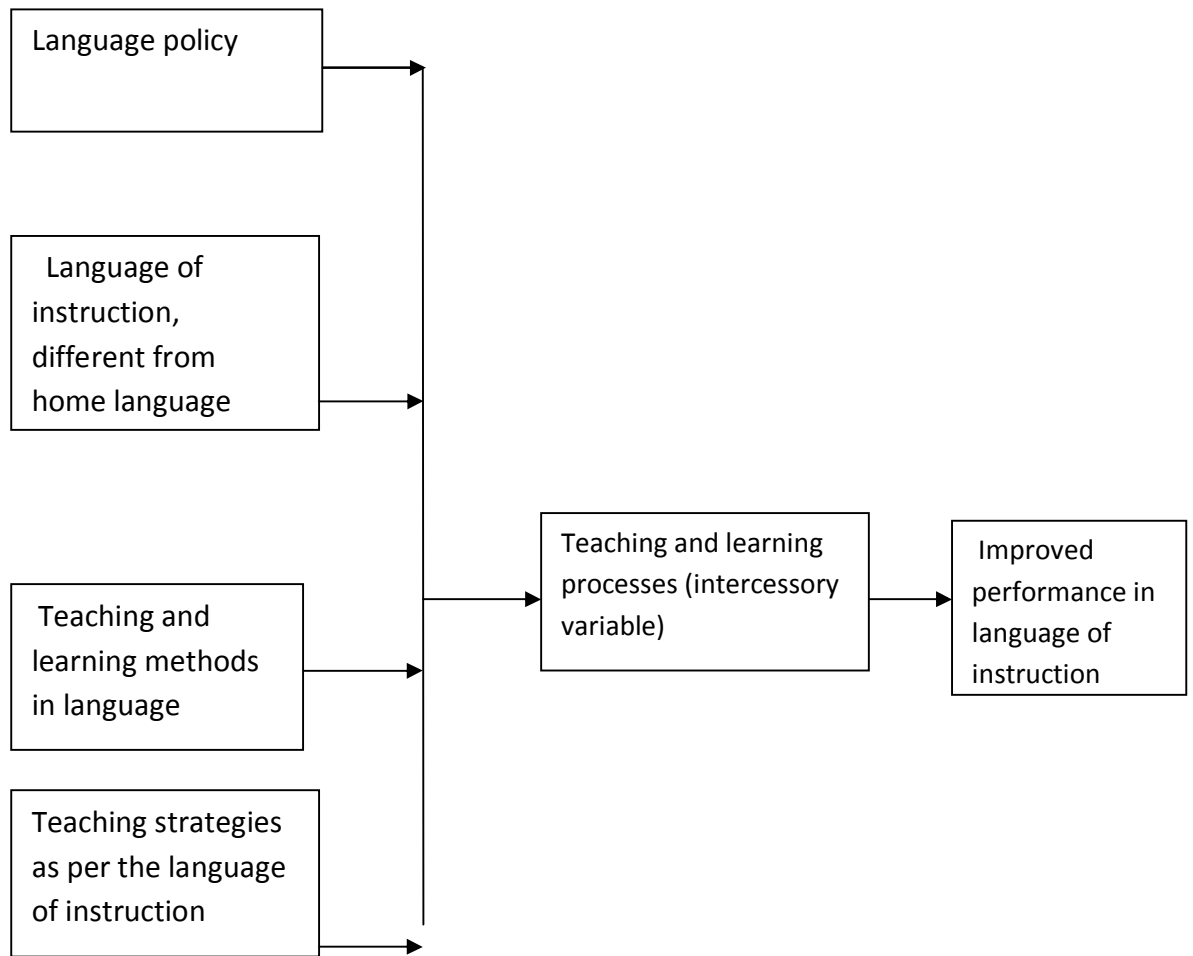 Language policy
Language of
instruction,
different from
home language
Teaching and
learning methods
in language
Teaching strategies
as per the language
of instruction
Teaching and learning
processes (intercessory
variable)
Improved
performance in
language of
instruction